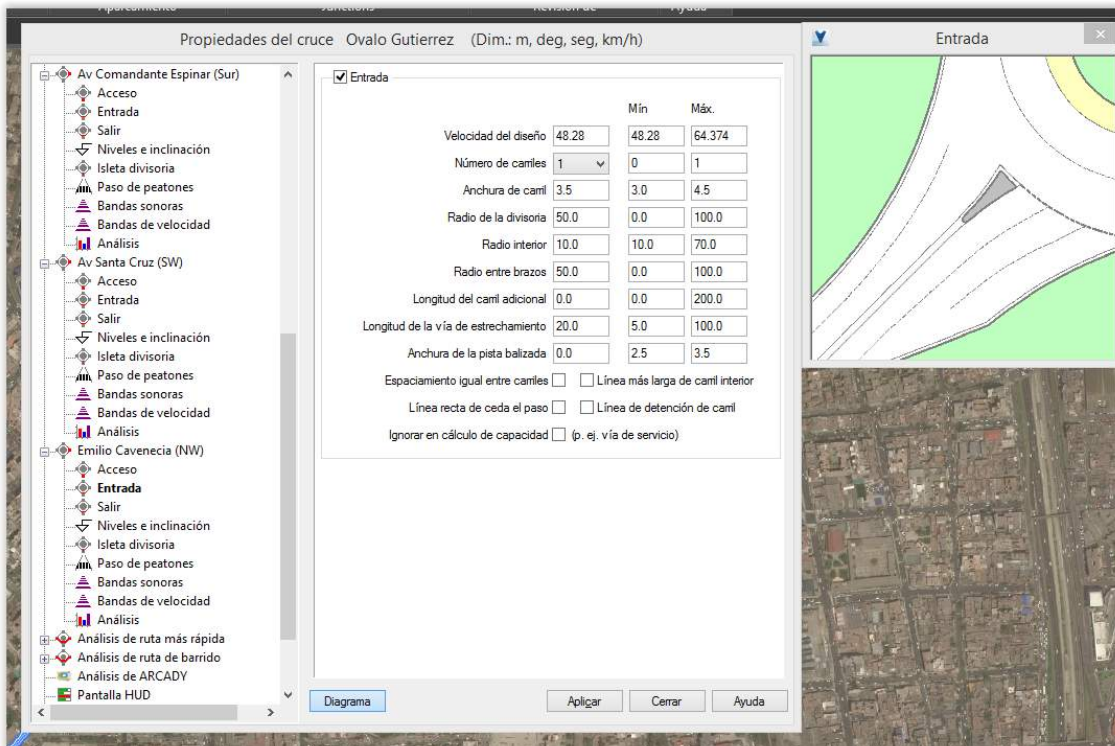 Aparcamiento Junctions Revisión de Ayuda
Propiedades del cruce Ovalo Gutierrez (Dim.: m, deg, seg, km/h)
Av Comandante Espinar (Sur)
Acceso
Entrada
Salir
Niveles e inclinación
Isleta divisoria
Paso de peatones
Bandas sonoras
Bandas de velocidad
Análisis
Av Santa Cruz (SW)
Acceso
Entrada
Salir
Niveles e inclinación
Isleta divisoria
Paso de peatones
Bandas sonoras
Bandas de velocidad
Análisis
Emilio Cavenecia (NW)
Acceso
Entrada
Salir
Niveles e inclinación
Isleta divisoria
Paso de peatones
Bandas sonoras
Bandas de velocidad
Análisis
Análisis de ruta más rápida
Análisis de ruta de barrido
Análisis de ARCADY
Pantalla HUD
Entrada
Mín Máx.
Velocidad del diseño 48.28 48.28 64.374
Número de carriles 1 0 1
Anchura de carril 3.5 3.0 4.5
Radio de la divisoria 50.0 0.0 100.0
Radio interior 10.0 10.0 70.0
Radio entre brazos 50.0 0.0 100.0
Longitud del carril adicional 0.0 0.0 200.0
Longitud de la vía de estrechamiento 20.0 5.0 100.0
Anchura de la pista balizada 0.0 2.5 3.5
Espaciamiento igual entre carriles Línea más larga de carril interior
Línea recta de ceda el paso Línea de detención de carril
Ignorar en cálculo de capacidad (p. ej. vía de servicio)
Diagrama Aplicar Cerrar Ayuda
Entrada